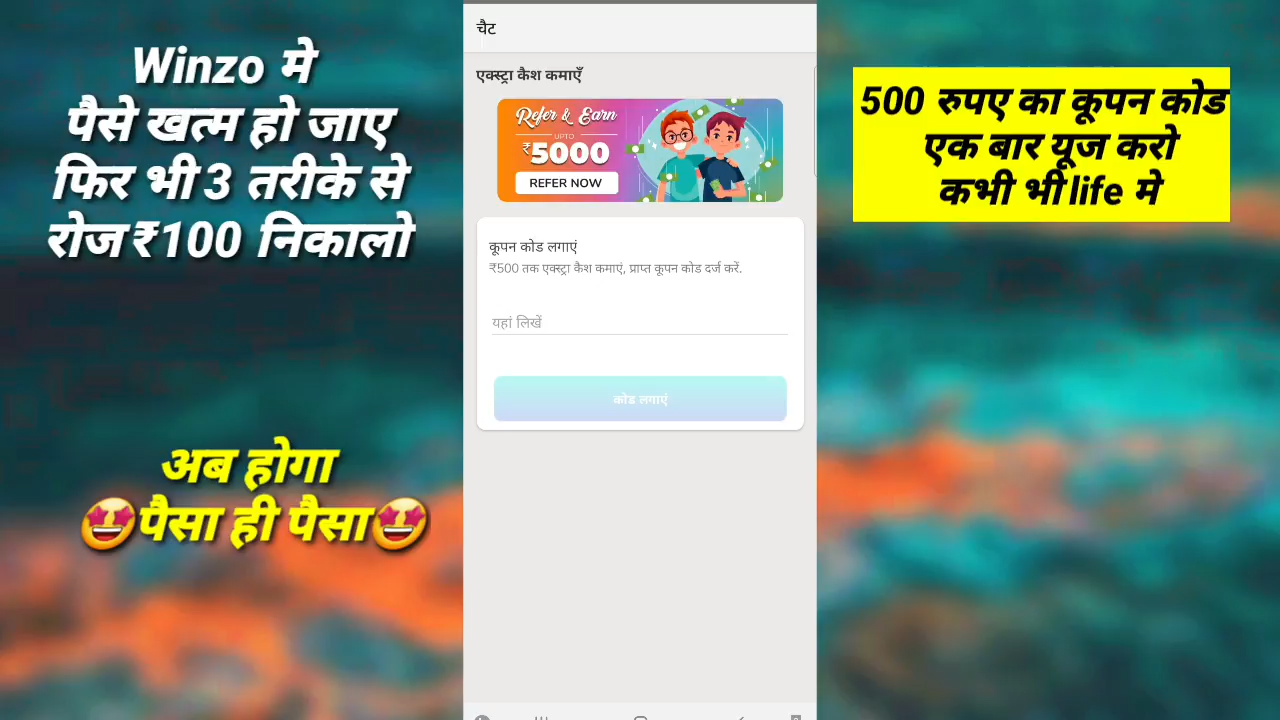 Winzo मे
पैसे खत्म हो जाए
फिर भी 3 तरीके से
रोज ₹100 निकालो
अब होगा
🤩पैसा ही पैसा🤩
चैट
एक्स्ट्रा कैश कमाएँ
Refer & Earn
UPTO
₹5000
REFER NOW
कूपन कोड लगाएं
₹500 तक एक्स्ट्रा कैश कमाएं, प्राप्त कूपन कोड दर्ज करें.
यहां लिखें
कोड लगाएं
500 रुपए का कूपन कोड
एक बार यूज करो
कभी भी life मे